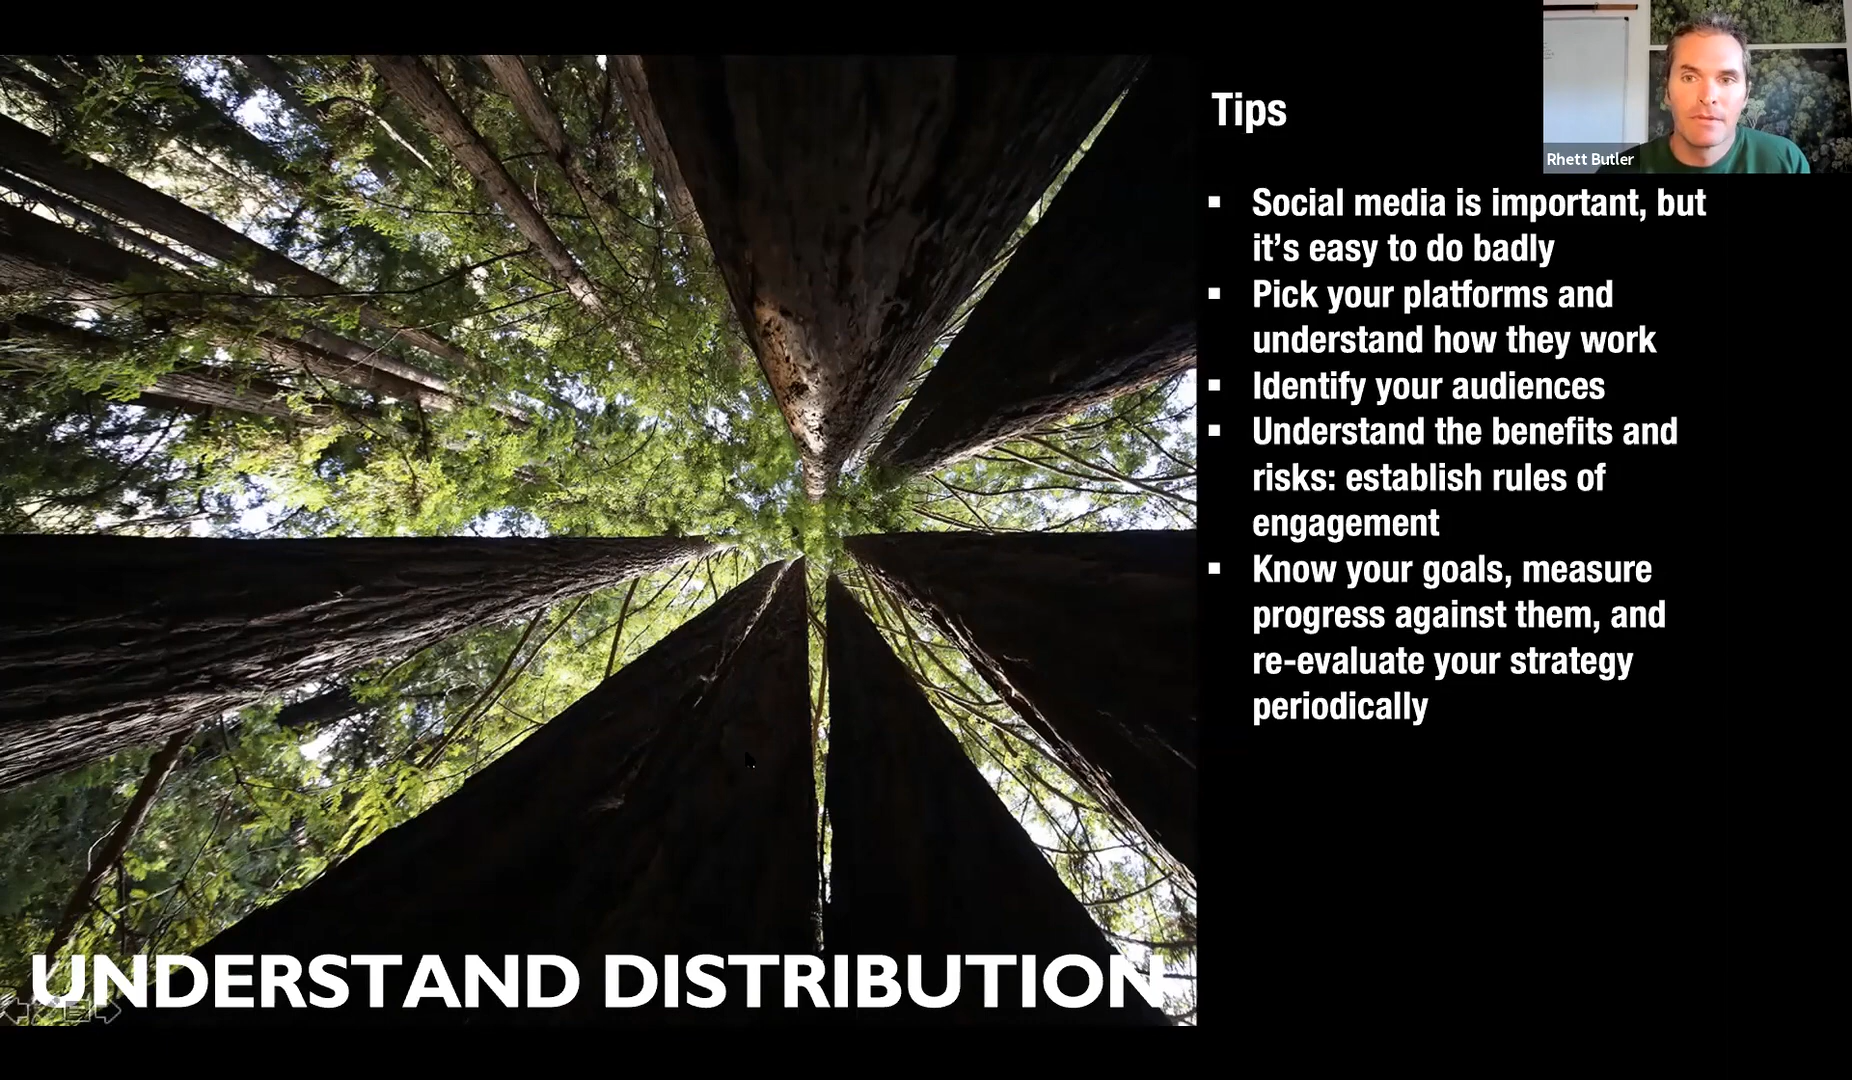 Tips
Rhett Butler
▪ Social media is important, but
it’s easy to do badly
▪ Pick your platforms and
understand how they work
▪ Identify your audiences
▪ Understand the benefits and
risks: establish rules of
engagement
▪ Know your goals, measure
progress against them, and
re-evaluate your strategy
periodically
UNDERSTAND DISTRIBUTION